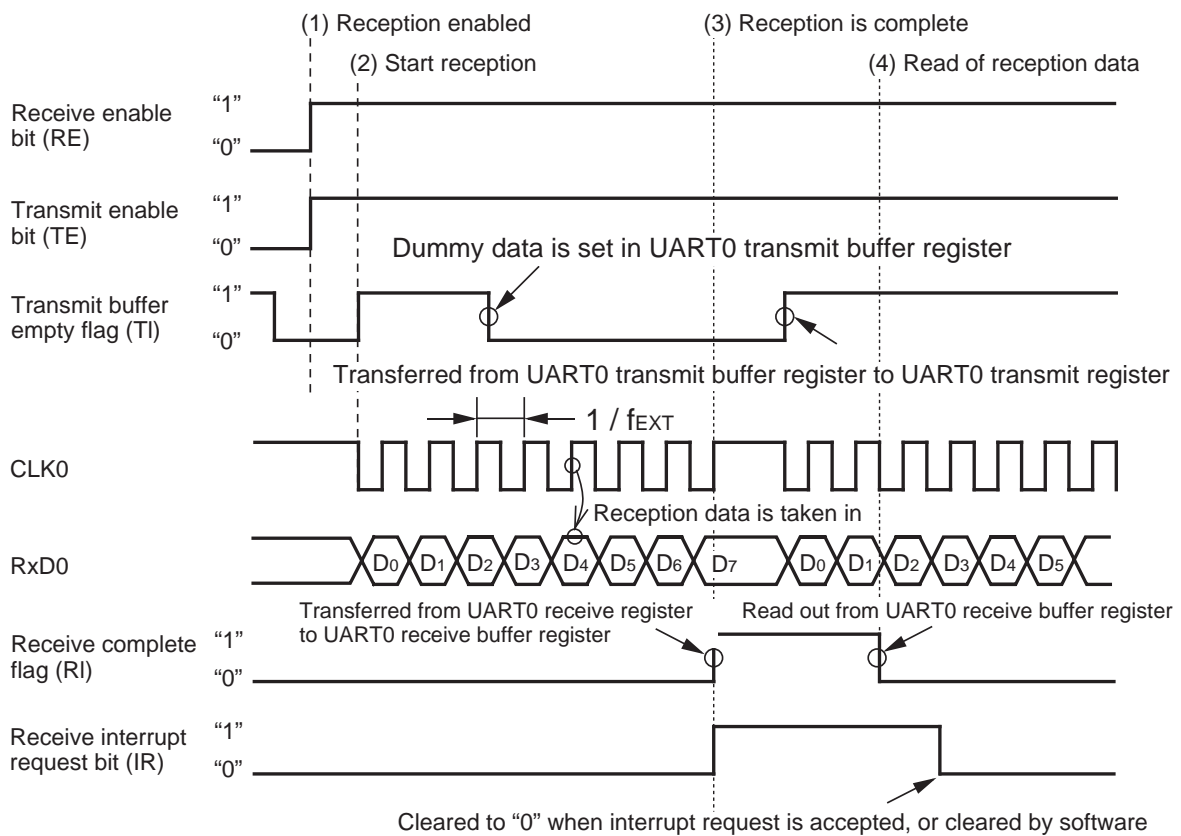 (1) Reception enabled
(3) Reception is complete
(2) Start reception
(4) Read of reception data
Receive enable
bit (RE)
“1”
“0”
Transmit enable
bit (TE)
“1”
“0”
Dummy data is set in UART0 transmit buffer register
Transmit buffer
empty flag (TI)
“1”
“0”
Transferred from UART0 transmit buffer register to UART0 transmit register
1 / fEXT
CLK0
Reception data is taken in
RxD0
D0 D1 D2 D3 D4 D5 D6 D7 D0 D1 D2 D3 D4 D5
Transferred from UART0 receive register
to UART0 receive buffer register
Read out from UART0 receive buffer register
Receive complete
flag (RI)
“1”
“0”
Receive interrupt
request bit (IR)
“1”
“0”
Cleared to “0” when interrupt request is accepted, or cleared by software